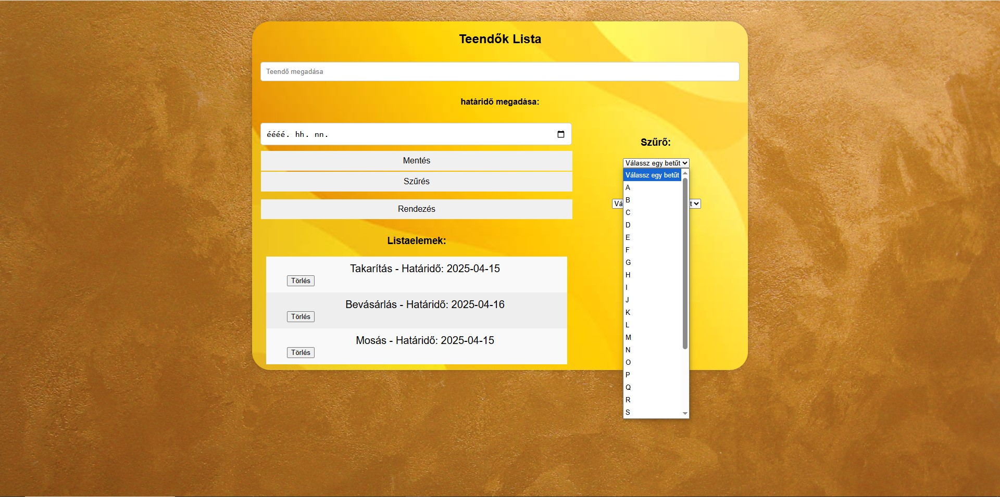 Teendők Lista
Teendő megadása
határidő megadása:
éééé. hh. nn.
Mentés
Szűrés
Rendezés
Listaelemek:
Takarítás - Határidő: 2025-04-15
Törlés
Bevásárlás - Határidő: 2025-04-16
Törlés
Mosás - Határidő: 2025-04-15
Törlés
Szűrő:
Válassz egy betűt
Válassz egy betűt
A
B
C
D
E
F
G
H
I
J
K
L
M
N
O
P
Q
R
S